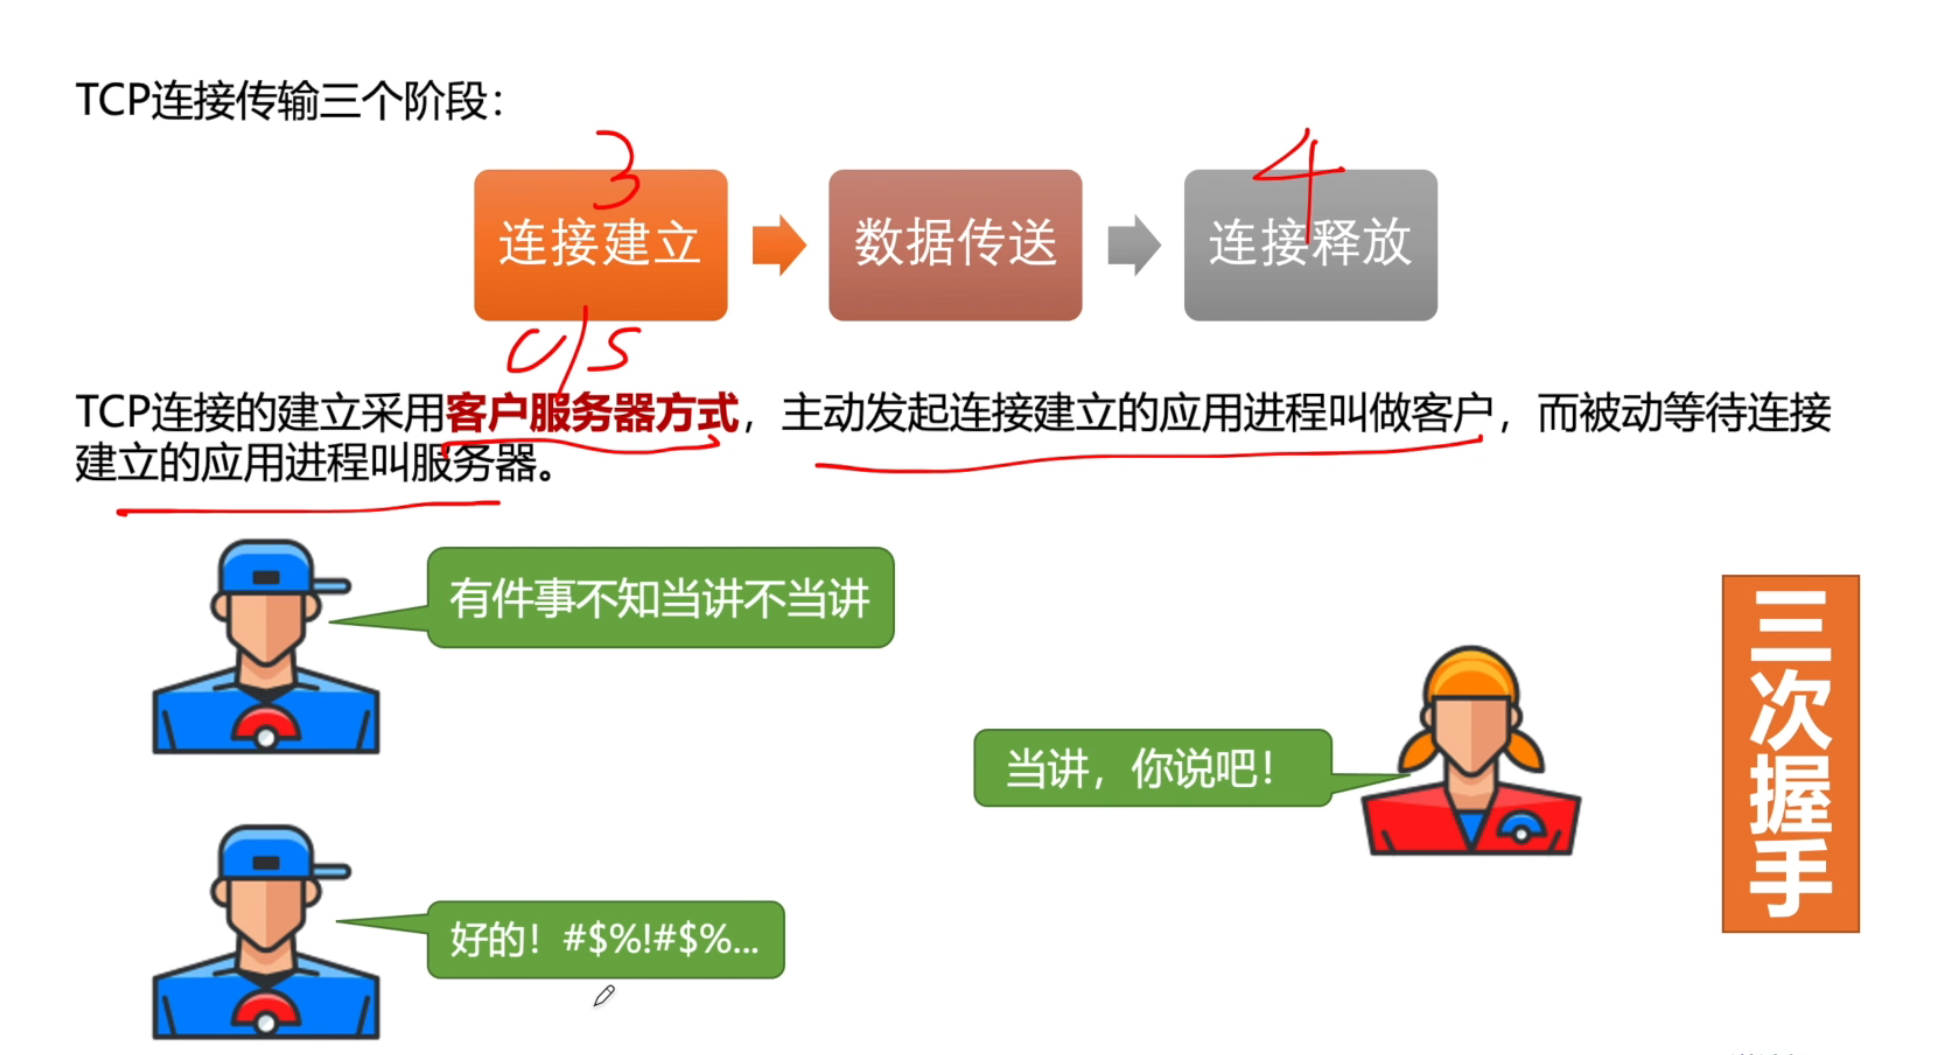 TCP连接传输三个阶段：
3
4
连接建立
数据传送
连接释放
C/S
TCP连接的建立采用客户服务器方式，主动发起连接建立的应用进程叫做客户，而被动等待连接
建立的应用进程叫服务器。
有件事不知当讲不当讲
当讲，你说吧！
好的！#$%!#$%...
三次握手